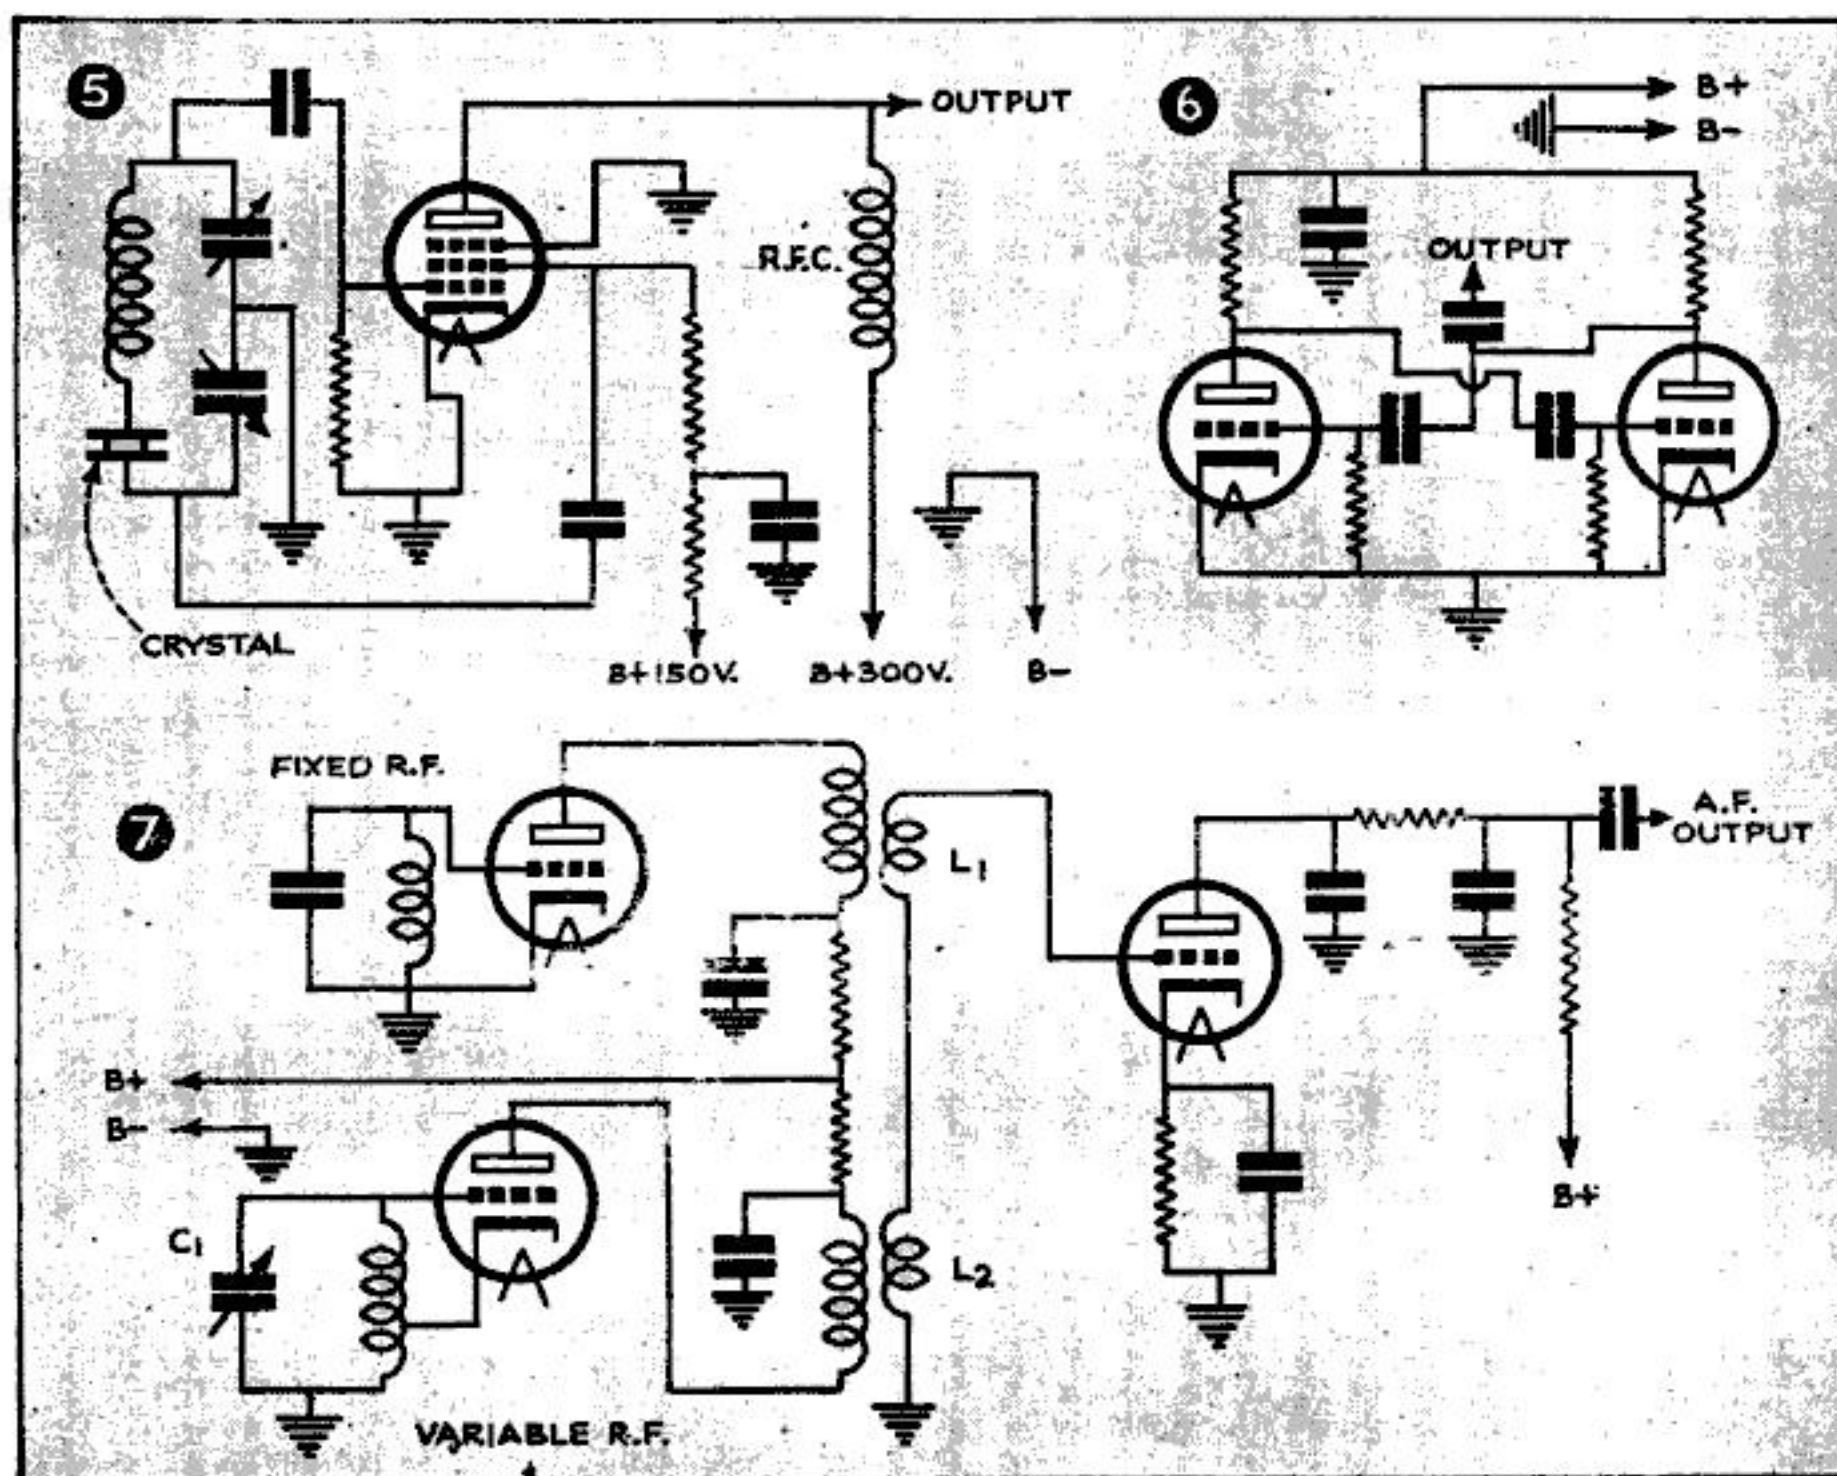 5
OUTPUT
R.F.C.
CRYSTAL
B+150V.
B+300V.
B-
6
B+
B-
OUTPUT
7
FIXED R.F.
L1
A.F.
OUTPUT
B+
B-
C1
L2
B+
VARIABLE R.F.